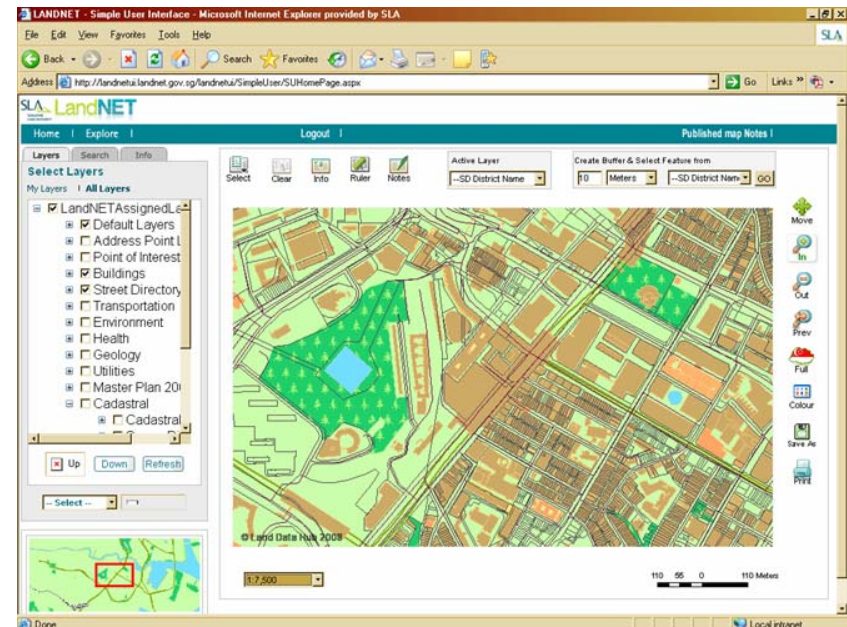 LANDNET - Simple User Interface - Microsoft Internet Explorer provided by SLA
File Edit View Favorites Tools Help
SLA
Back Search Favorites
Address http://landnetui.landnet.gov.sg/landnetui/SimpleUser/SUHomePage.aspx Go Links »
SLA LandNET
Home | Explore | Logout | Published map Notes |
Layers Search Info
Select Layers
My Layers | All Layers
LandNETAssignedLa
Default Layers
Address Point L
Point of Interest
Buildings
Street Directory
Transportation
Environment
Health
Geology
Utilities
Master Plan 20
Cadastral
Cadastral
Up Down Refresh
-- Select --
Select Clear Info Ruler Notes
Active Layer
--SD District Name
Create Buffer & Select Feature from
10 Meters --SD District Nam GO
Move
In
Out
Prev
Full
Colour
Save As
Print
© Land Data Hub 2008
1:7,500
110 55 0 110 Meters
Done Local intranet